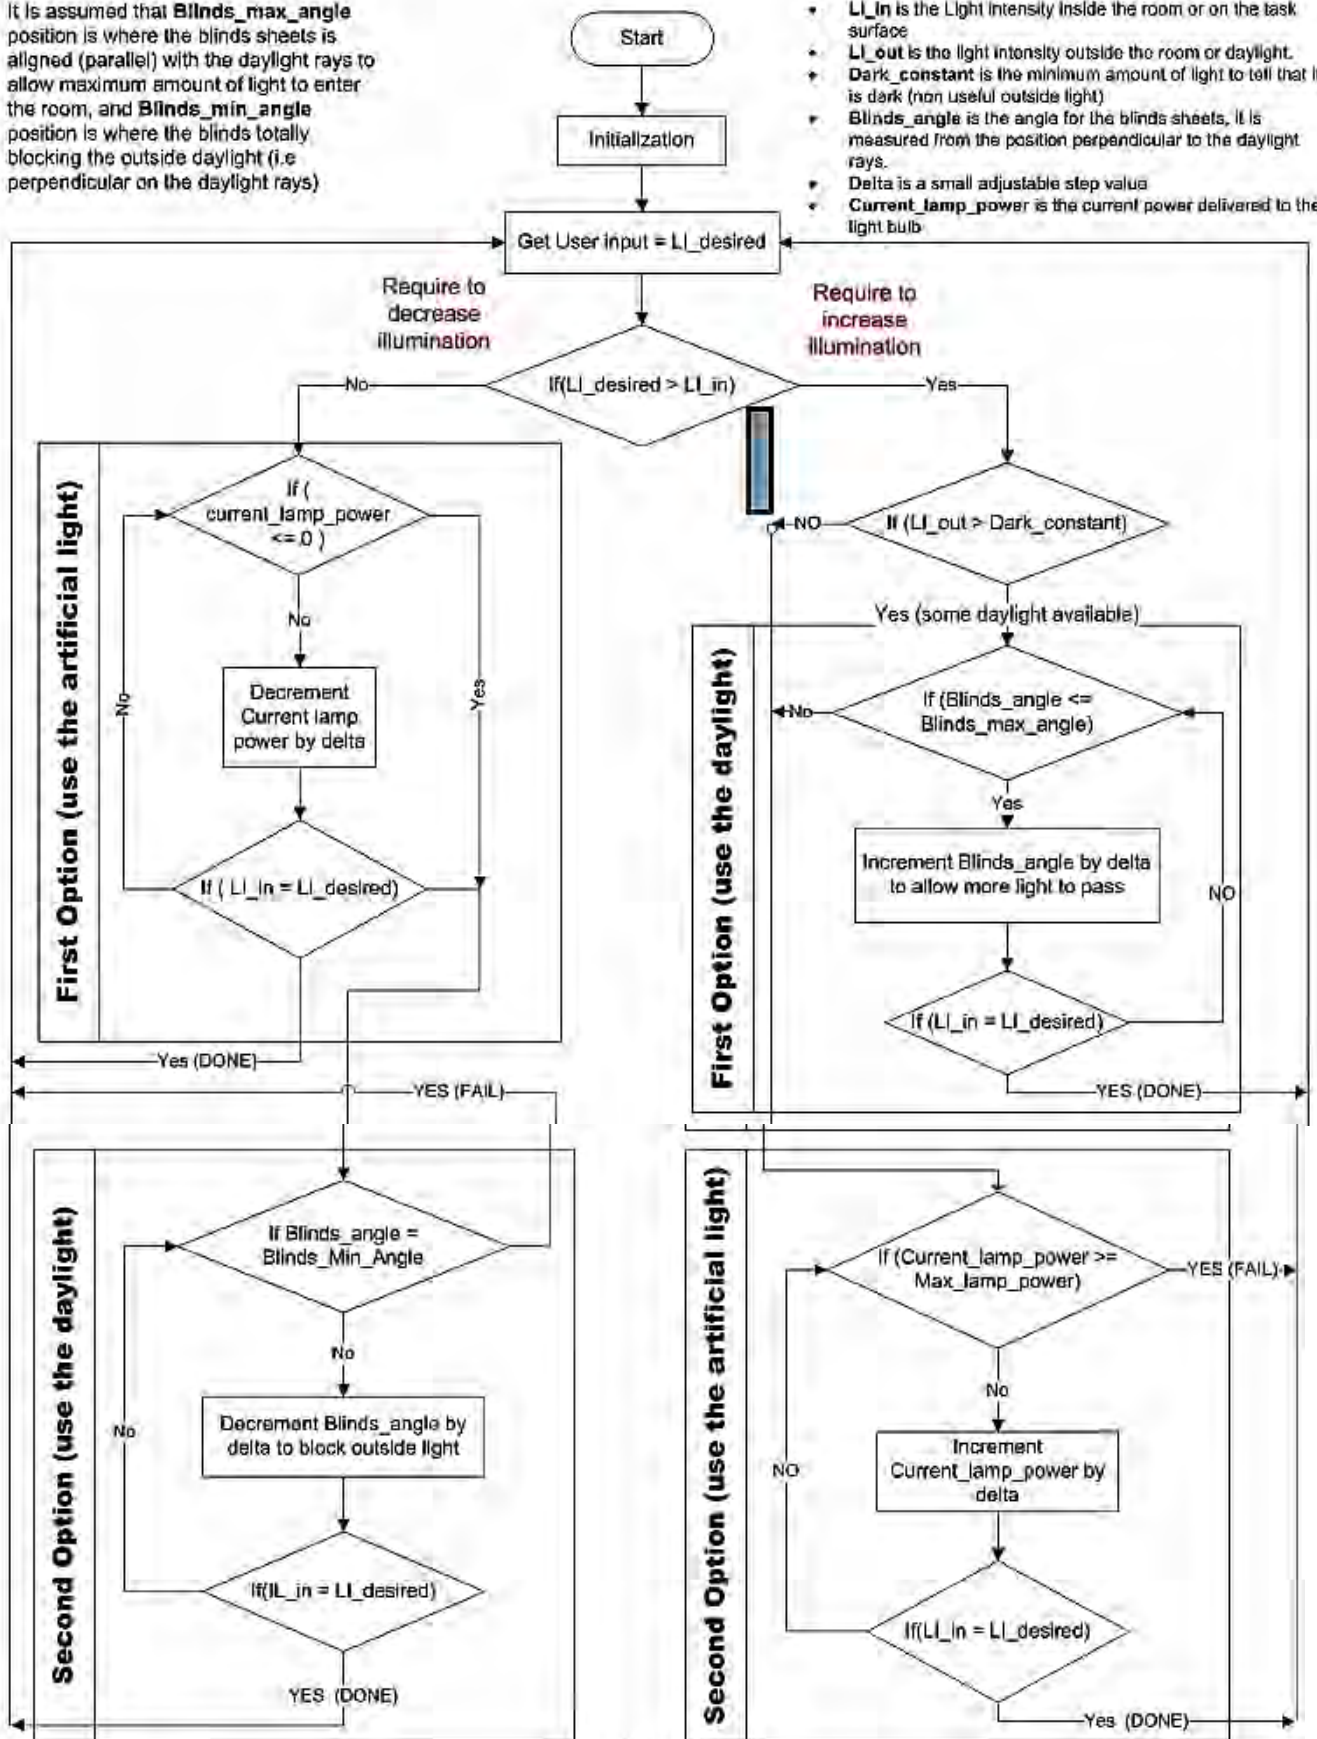 It is assumed that Blinds_max_angle
position is where the blinds sheets is
aligned (parallel) with the daylight rays to
allow maximum amount of light to enter
the room, and Blinds_min_angle
position is where the blinds totally
blocking the outside daylight (i.e
perpendicular on the daylight rays)
Start
LI_in is the Light intensity inside the room or on the task
surface
LI_out is the light intensity outside the room or daylight.
Dark_constant is the minimum amount of light to tell that
is dark (non useful outside light)
Blinds_angle is the angle for the blinds sheets, it is
measured from the position perpendicular to the daylight
rays.
Delta is a small adjustable step value
Current_lamp_power is the current power delivered to the
light bulb
Initialization
Get User input = LI_desired
Require to
decrease
illumination
Require to
increase
illumination
If(LI_desired > LI_in)
No
Yes
First Option (use the artificial light)
If (
current_lamp_power
<= 0 )
No
Decrement
Current lamp
power by delta
No
Yes
If ( LI_in = LI_desired)
Yes (DONE)
YES (FAIL)
If (LI_out > Dark_constant)
NO
Yes (some daylight available)
First Option (use the daylight)
If (Blinds_angle <=
Blinds_max_angle)
No
Yes
Increment Blinds_angle by delta
to allow more light to pass
NO
If (LI_in = LI_desired)
YES (DONE)
Second Option (use the daylight)
If Blinds_angle =
Blinds_Min_Angle
No
Decrement Blinds_angle by
delta to block outside light
No
If(IL_in = LI_desired)
YES (DONE)
Second Option (use the artificial light)
If (Current_lamp_power >=
Max_lamp_power)
YES (FAIL)
No
Increment
Current_lamp_power by
delta
NO
If(LI_in = LI_desired)
Yes (DONE)